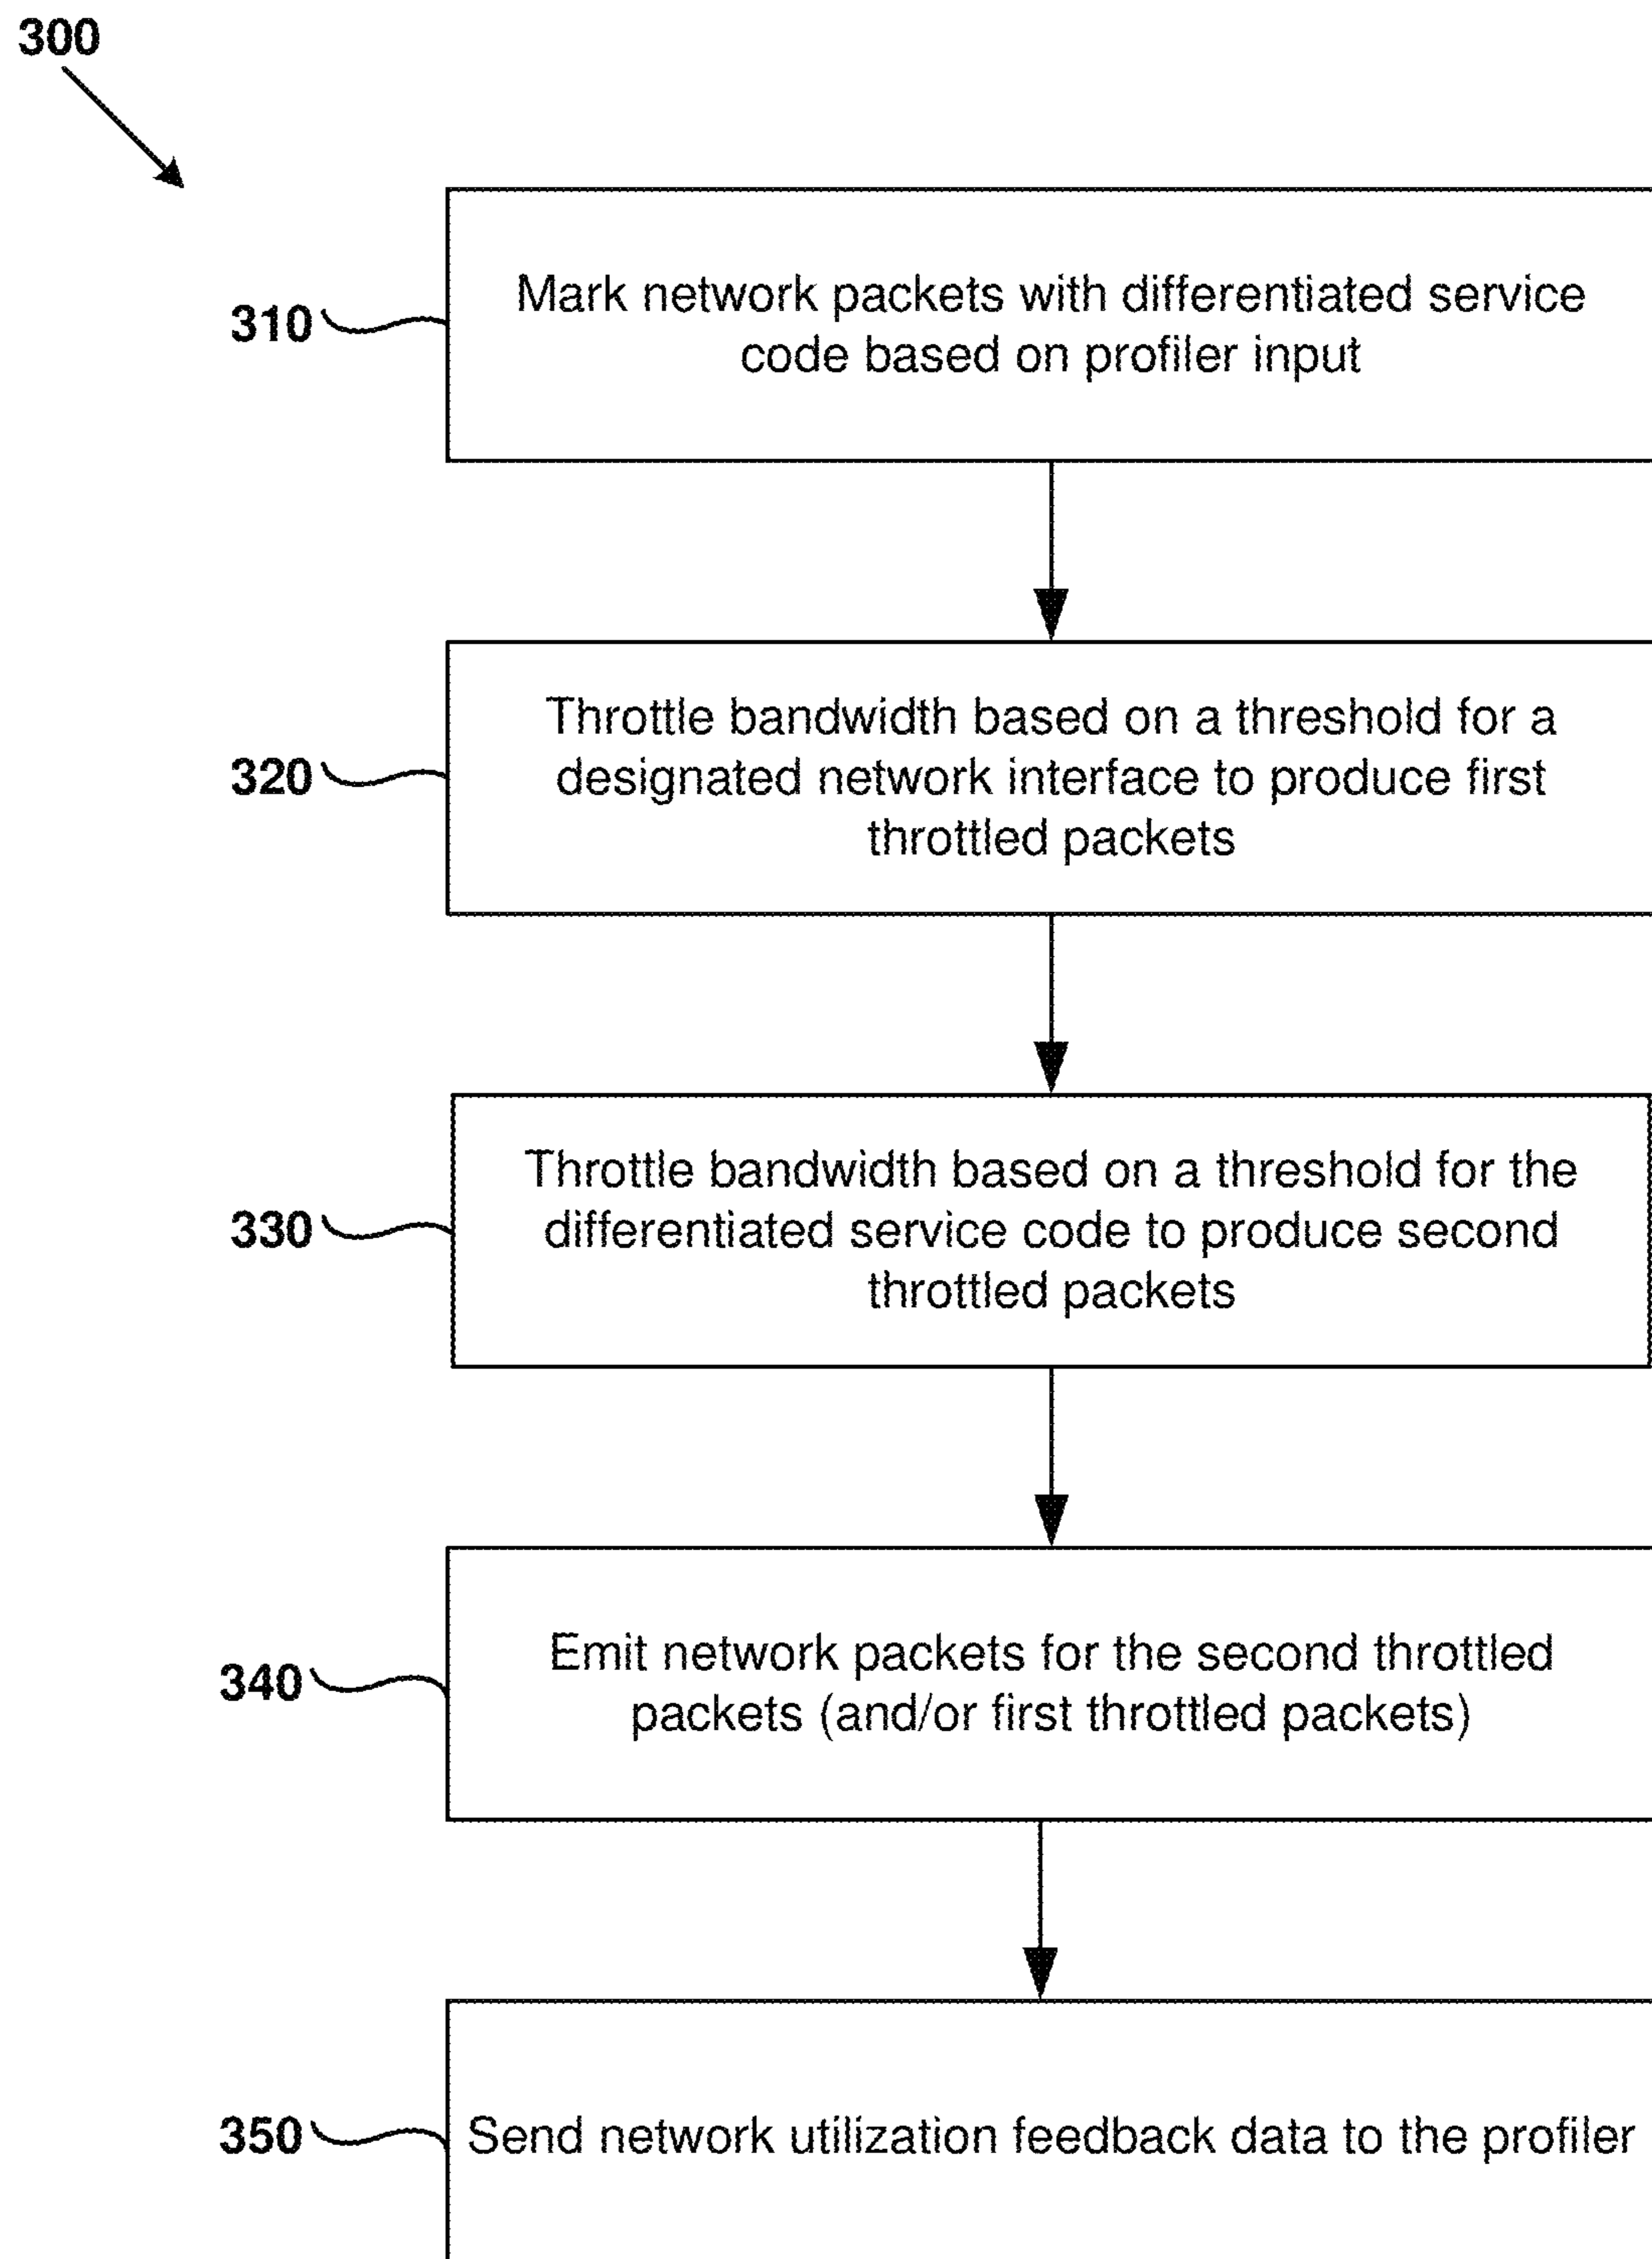 300
310
Mark network packets with differentiated service
code based on profiler input
320
Throttle bandwidth based on a threshold for a
designated network interface to produce first
throttled packets
330
Throttle bandwidth based on a threshold for the
differentiated service code to produce second
throttled packets
340
Emit network packets for the second throttled
packets (and/or first throttled packets)
350
Send network utilization feedback data to the profiler